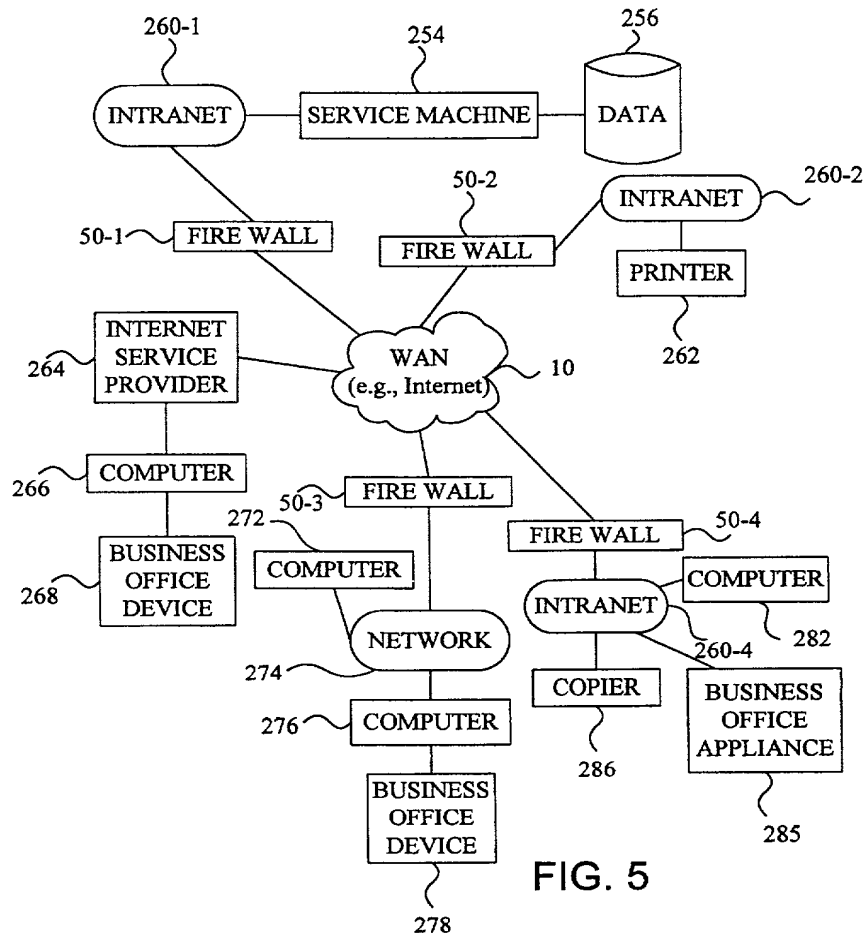 260-1
254
256
INTRANET
SERVICE MACHINE
DATA
50-2
INTRANET
260-2
50-1
FIRE WALL
FIRE WALL
PRINTER
262
INTERNET
SERVICE
PROVIDER
264
WAN
(e.g., Internet)
10
COMPUTER
266
50-3
FIRE WALL
272
50-4
FIRE WALL
BUSINESS
OFFICE
DEVICE
268
COMPUTER
COMPUTER
282
INTRANET
260-4
NETWORK
274
COPIER
286
BUSINESS
OFFICE
APPLIANCE
285
276
COMPUTER
BUSINESS
OFFICE
DEVICE
278
FIG. 5